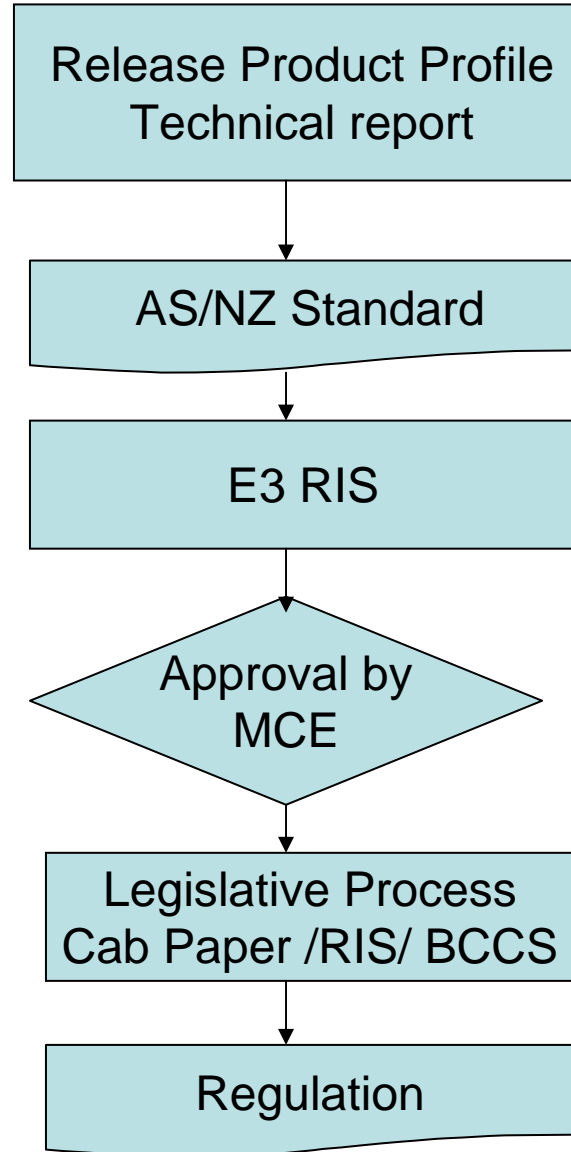 Release Product Profile
Technical report
AS/NZ Standard
E3 RIS
Approval by
MCE
Legislative Process
Cab Paper /RIS/ BCCS
Regulation